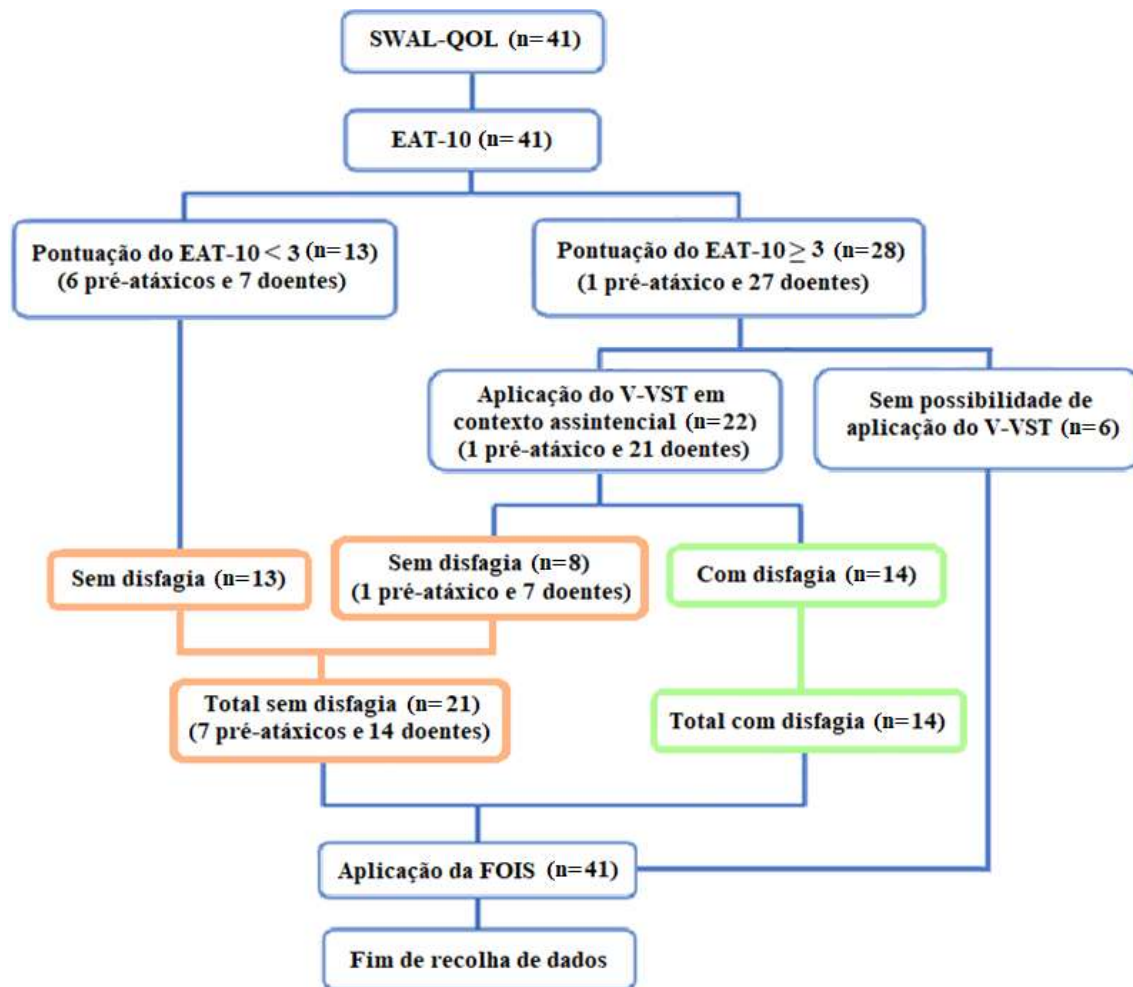 SWAL-QOL (n=41)
EAT-10 (n=41)
Pontuação do EAT-10 < 3 (n=13)
(6 pré-atáxicos e 7 doentes)
Pontuação do EAT-10 ≥ 3 (n=28)
(1 pré-atáxico e 27 doentes)
Aplicação do V-VST em
contexto assintencial (n=22)
(1 pré-atáxico e 21 doentes)
Sem possibilidade de
aplicação do V-VST (n=6)
Sem disfagia (n=13)
Sem disfagia (n=8)
(1 pré-atáxico e 7 doentes)
Com disfagia (n=14)
Total sem disfagia (n=21)
(7 pré-atáxicos e 14 doentes)
Total com disfagia (n=14)
Aplicação da FOIS (n=41)
Fim de recolha de dados